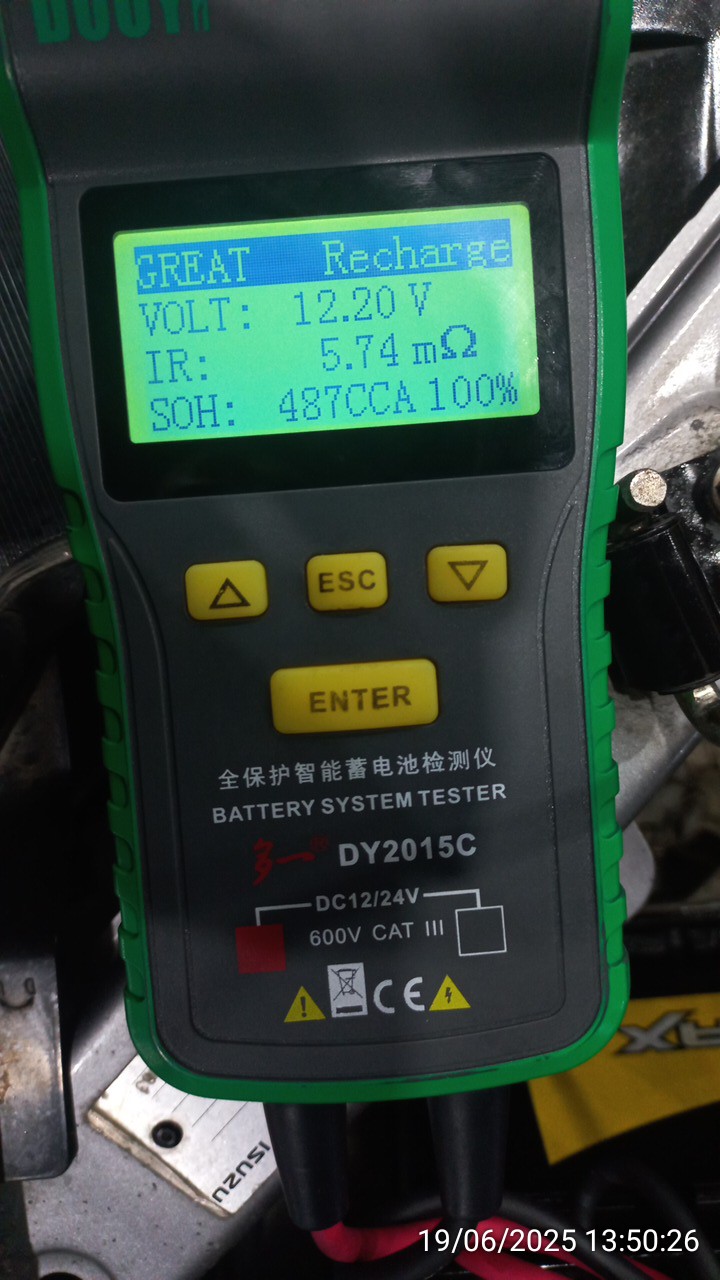 GREAT Recharge
VOLT: 12.20 V
IR: 5.74 mΩ
SOH: 487CCA 100%
ESC
ENTER
全保护智能蓄电池检测仪
BATTERY SYSTEM TESTER
多一® DY2015C
DC12/24V
600V CAT III
CE
ISUZU
19/06/2025 13:50:26